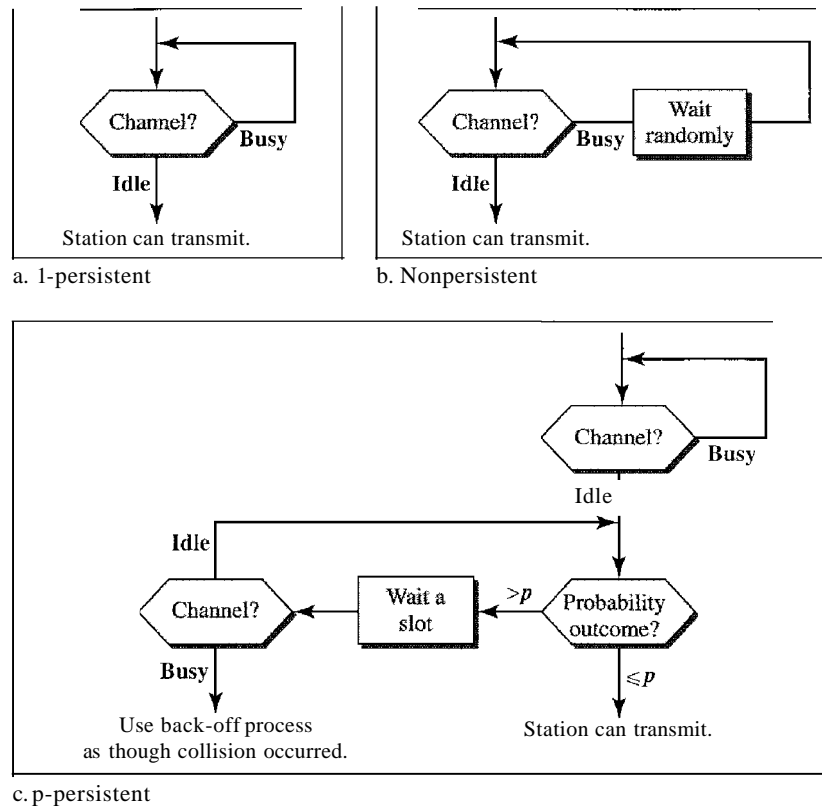 Channel?
Busy
Idle
Station can transmit.
a. 1-persistent
Channel?
Busy
Wait
randomly
Idle
Station can transmit.
b. Nonpersistent
Channel?
Busy
Idle
Idle
Channel?
Wait a
slot
>p
Probability
outcome?
Busy
≤p
Use back-off process
as though collision occurred.
Station can transmit.
c. p-persistent